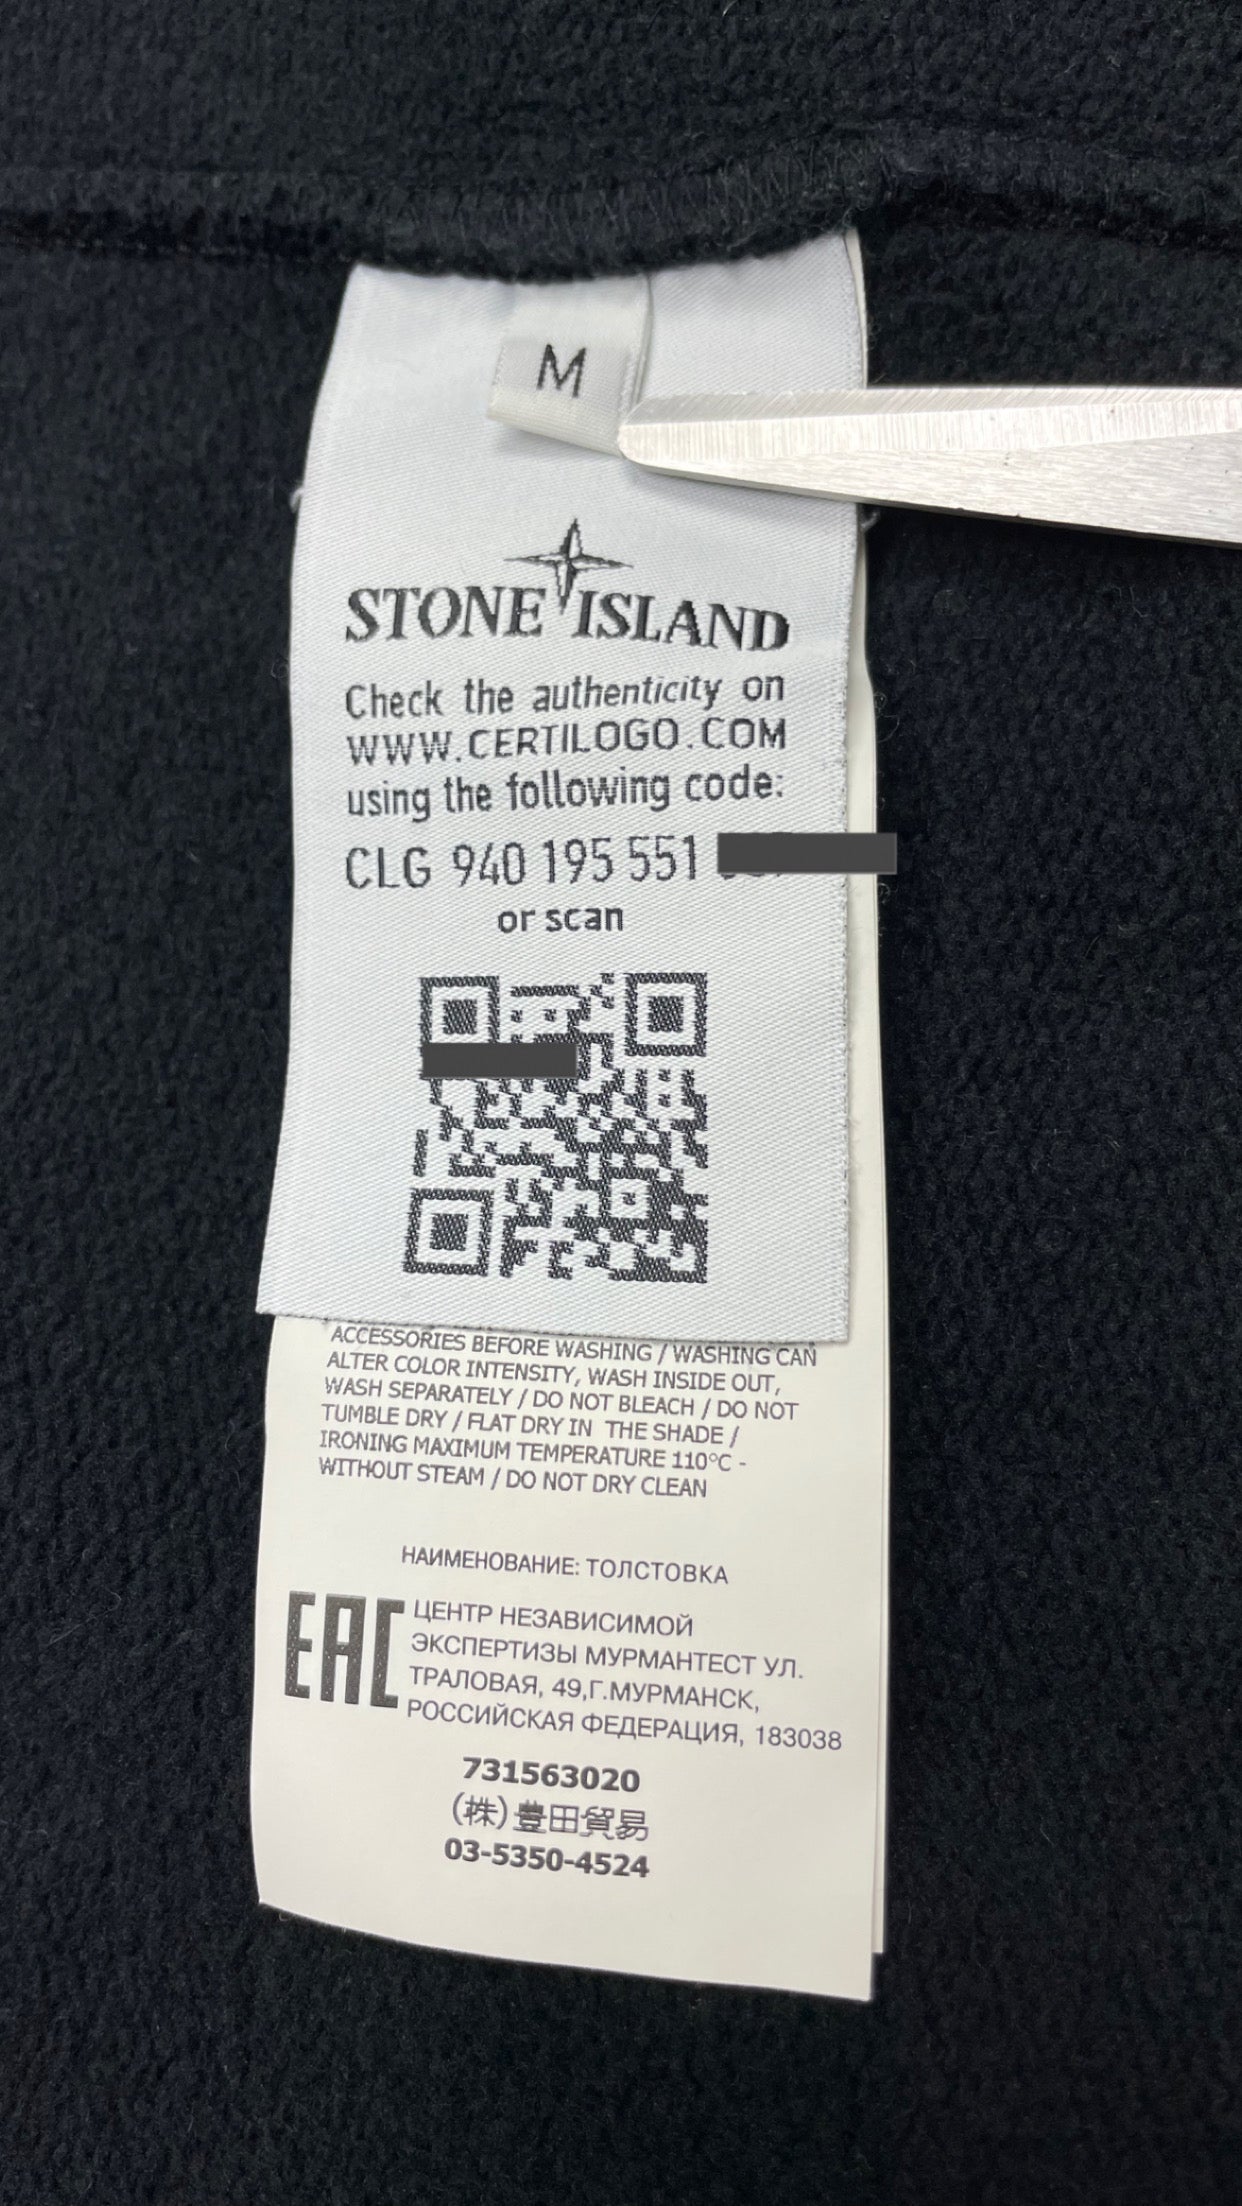 M
STONE ISLAND
Check the authenticity on
WWW.CERTILOGO.COM
using the following code:
CLG 940 195 551
or scan
ACCESSORIES BEFORE WASHING / WASHING CAN
ALTER COLOR INTENSITY, WASH INSIDE OUT,
WASH SEPARATELY / DO NOT BLEACH / DO NOT
TUMBLE DRY / FLAT DRY IN THE SHADE /
IRONING MAXIMUM TEMPERATURE 110°C -
WITHOUT STEAM / DO NOT DRY CLEAN
НАИМЕНОВАНИЕ: ТОЛСТОВКА
EAC
ЦЕНТР НЕЗАВИСИМОЙ
ЭКСПЕРТИЗЫ МУРМАНТЕСТ УЛ.
ТРАЛОВАЯ, 49,Г.МУРМАНСК,
РОССИЙСКАЯ ФЕДЕРАЦИЯ, 183038
731563020
(株)豊田貿易
03-5350-4524